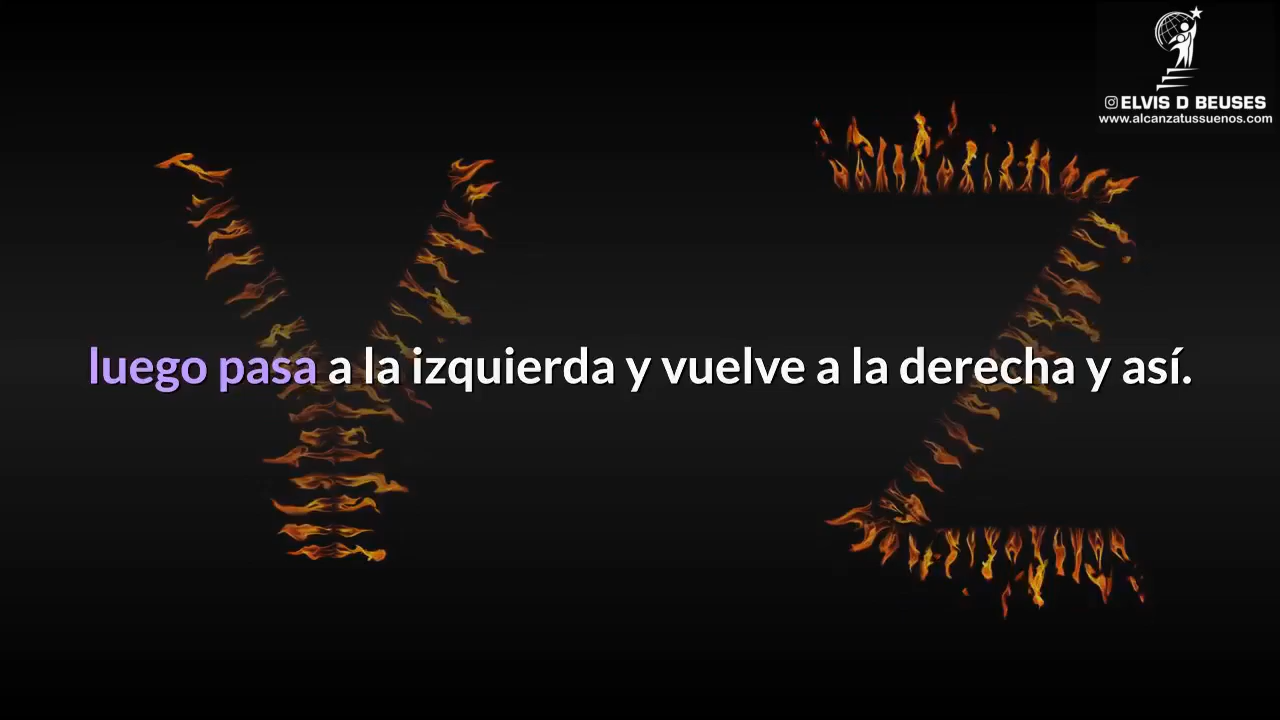 ELVIS D BEUSES
www.alcanzatussuenos.com
Y Z
luego pasa a la izquierda y vuelve a la derecha y así.